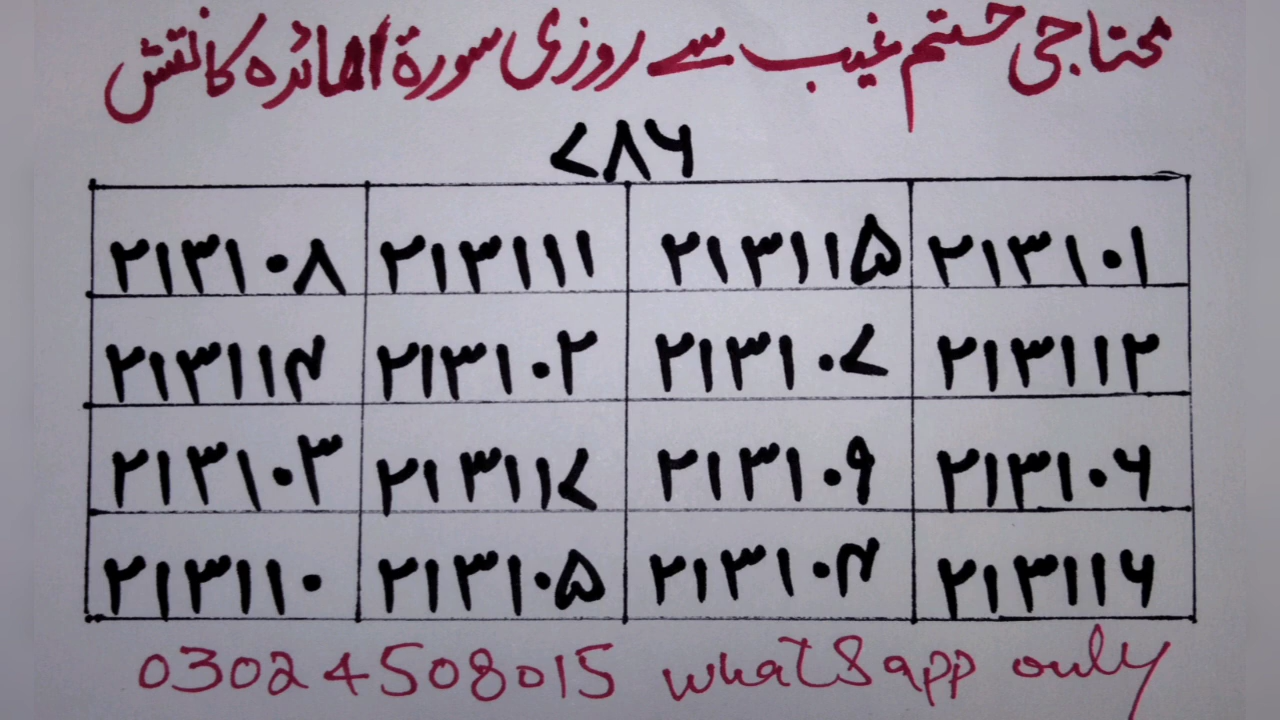 محتاجی ختم غیب سے روزی سورۃ المائدہ کا نقش
۷۸۶
۲۱۳۱۰۸ ۲۱۳۱۱۱ ۲۱۳۱۱۵ ۲۱۳۱۰۱
۲۱۳۱۱۴ ۲۱۳۱۰۲ ۲۱۳۱۰۷ ۲۱۳۱۱۲
۲۱۳۱۰۳ ۲۱۳۱۱۷ ۲۱۳۱۰۹ ۲۱۳۱۰۶
۲۱۳۱۱۰ ۲۱۳۱۰۵ ۲۱۳۱۰۴ ۲۱۳۱۱۶
03024508015 whatsapp only